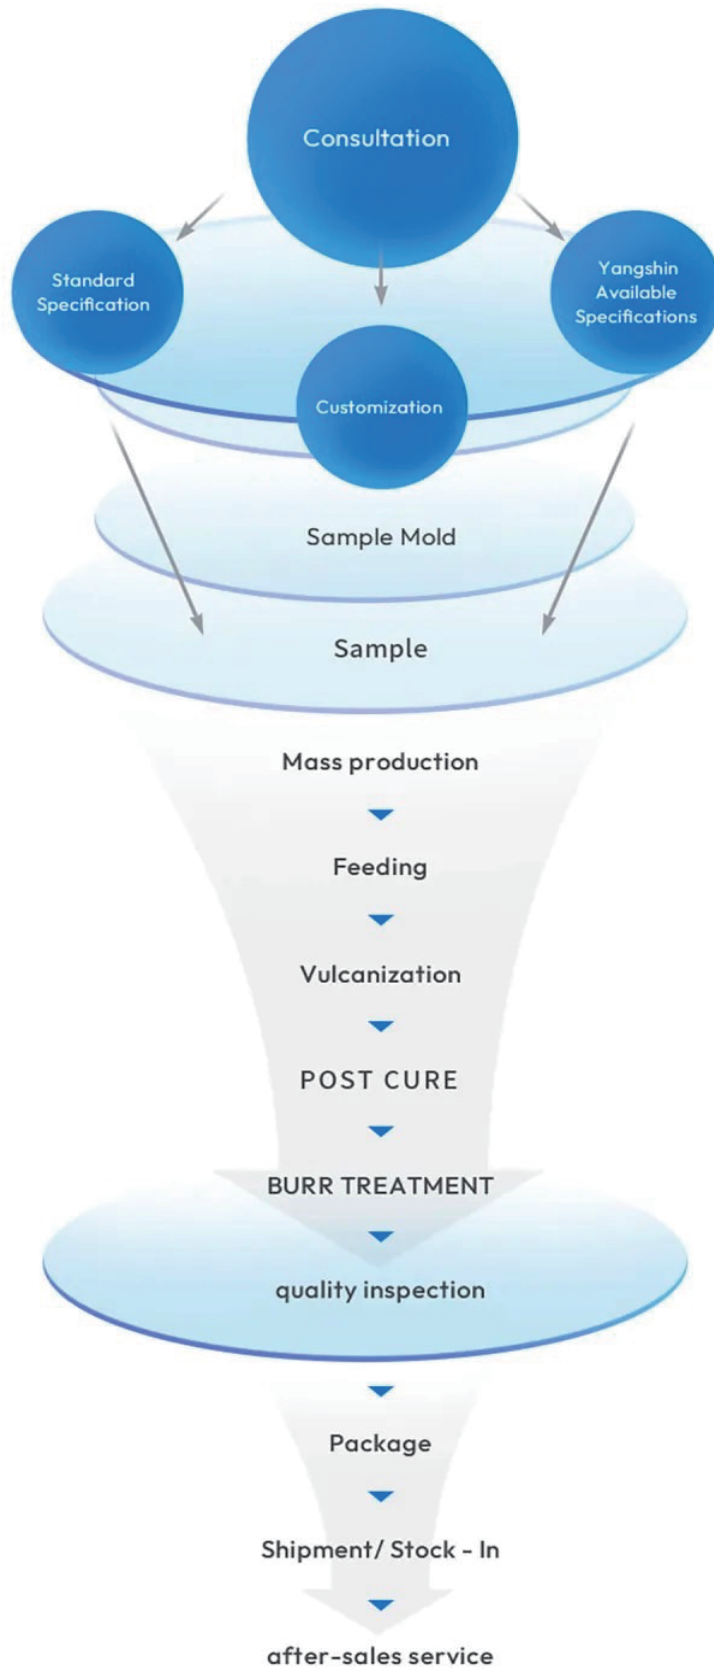 Consultation
Standard
Specification
Yangshin
Available
Specifications
Customization
Sample Mold
Sample
Mass production
Feeding
Vulcanization
POST CURE
BURR TREATMENT
quality inspection
Package
Shipment/ Stock - In
after-sales service